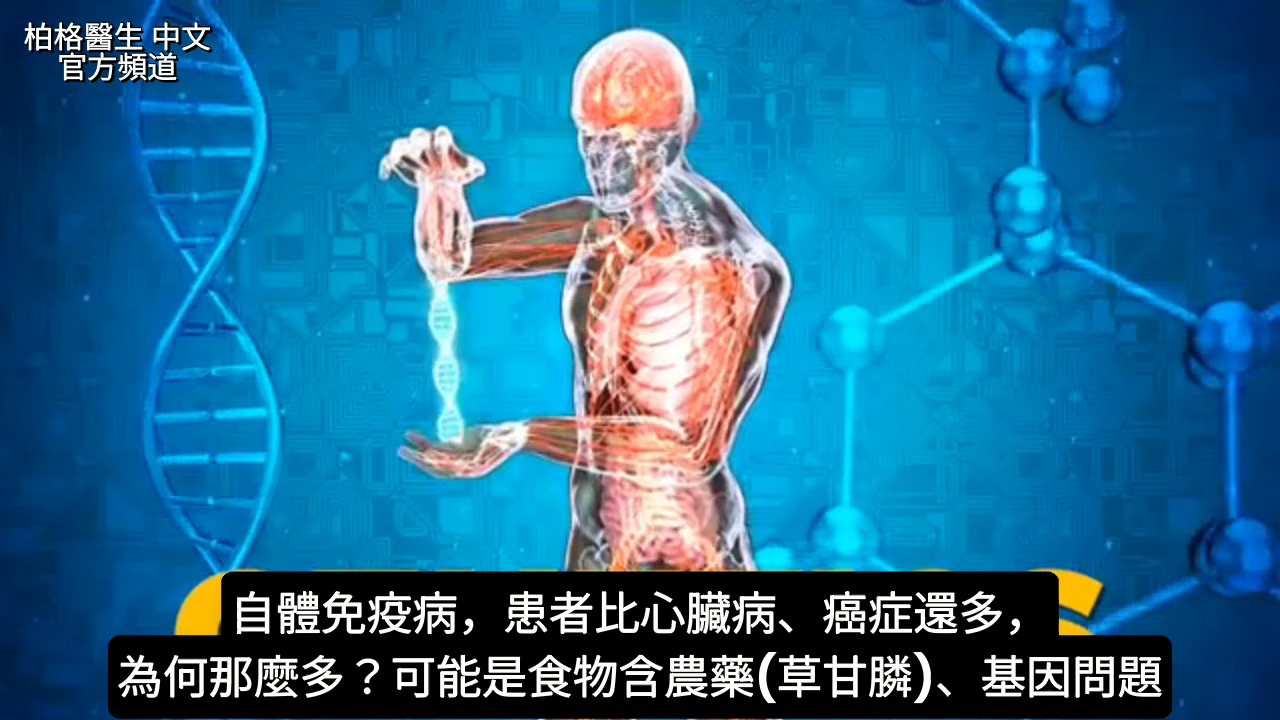 柏格醫生 中文
官方頻道
自體免疫病，患者比心臟病、癌症還多，
為何那麼多？可能是食物含農藥(草甘膦)、基因問題